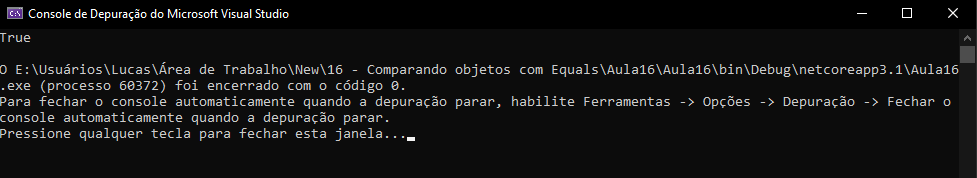 Console de Depuração do Microsoft Visual Studio
True
O E:\Usuários\Lucas\Área de Trabalho\New\16 - Comparando objetos com Equals\Aula16\Aula16\bin\Debug\netcoreapp3.1\Aula16
.exe (processo 60372) foi encerrado com o código 0.
Para fechar o console automaticamente quando a depuração parar, habilite Ferramentas -> Opções -> Depuração -> Fechar o
console automaticamente quando a depuração parar.
Pressione qualquer tecla para fechar esta janela...